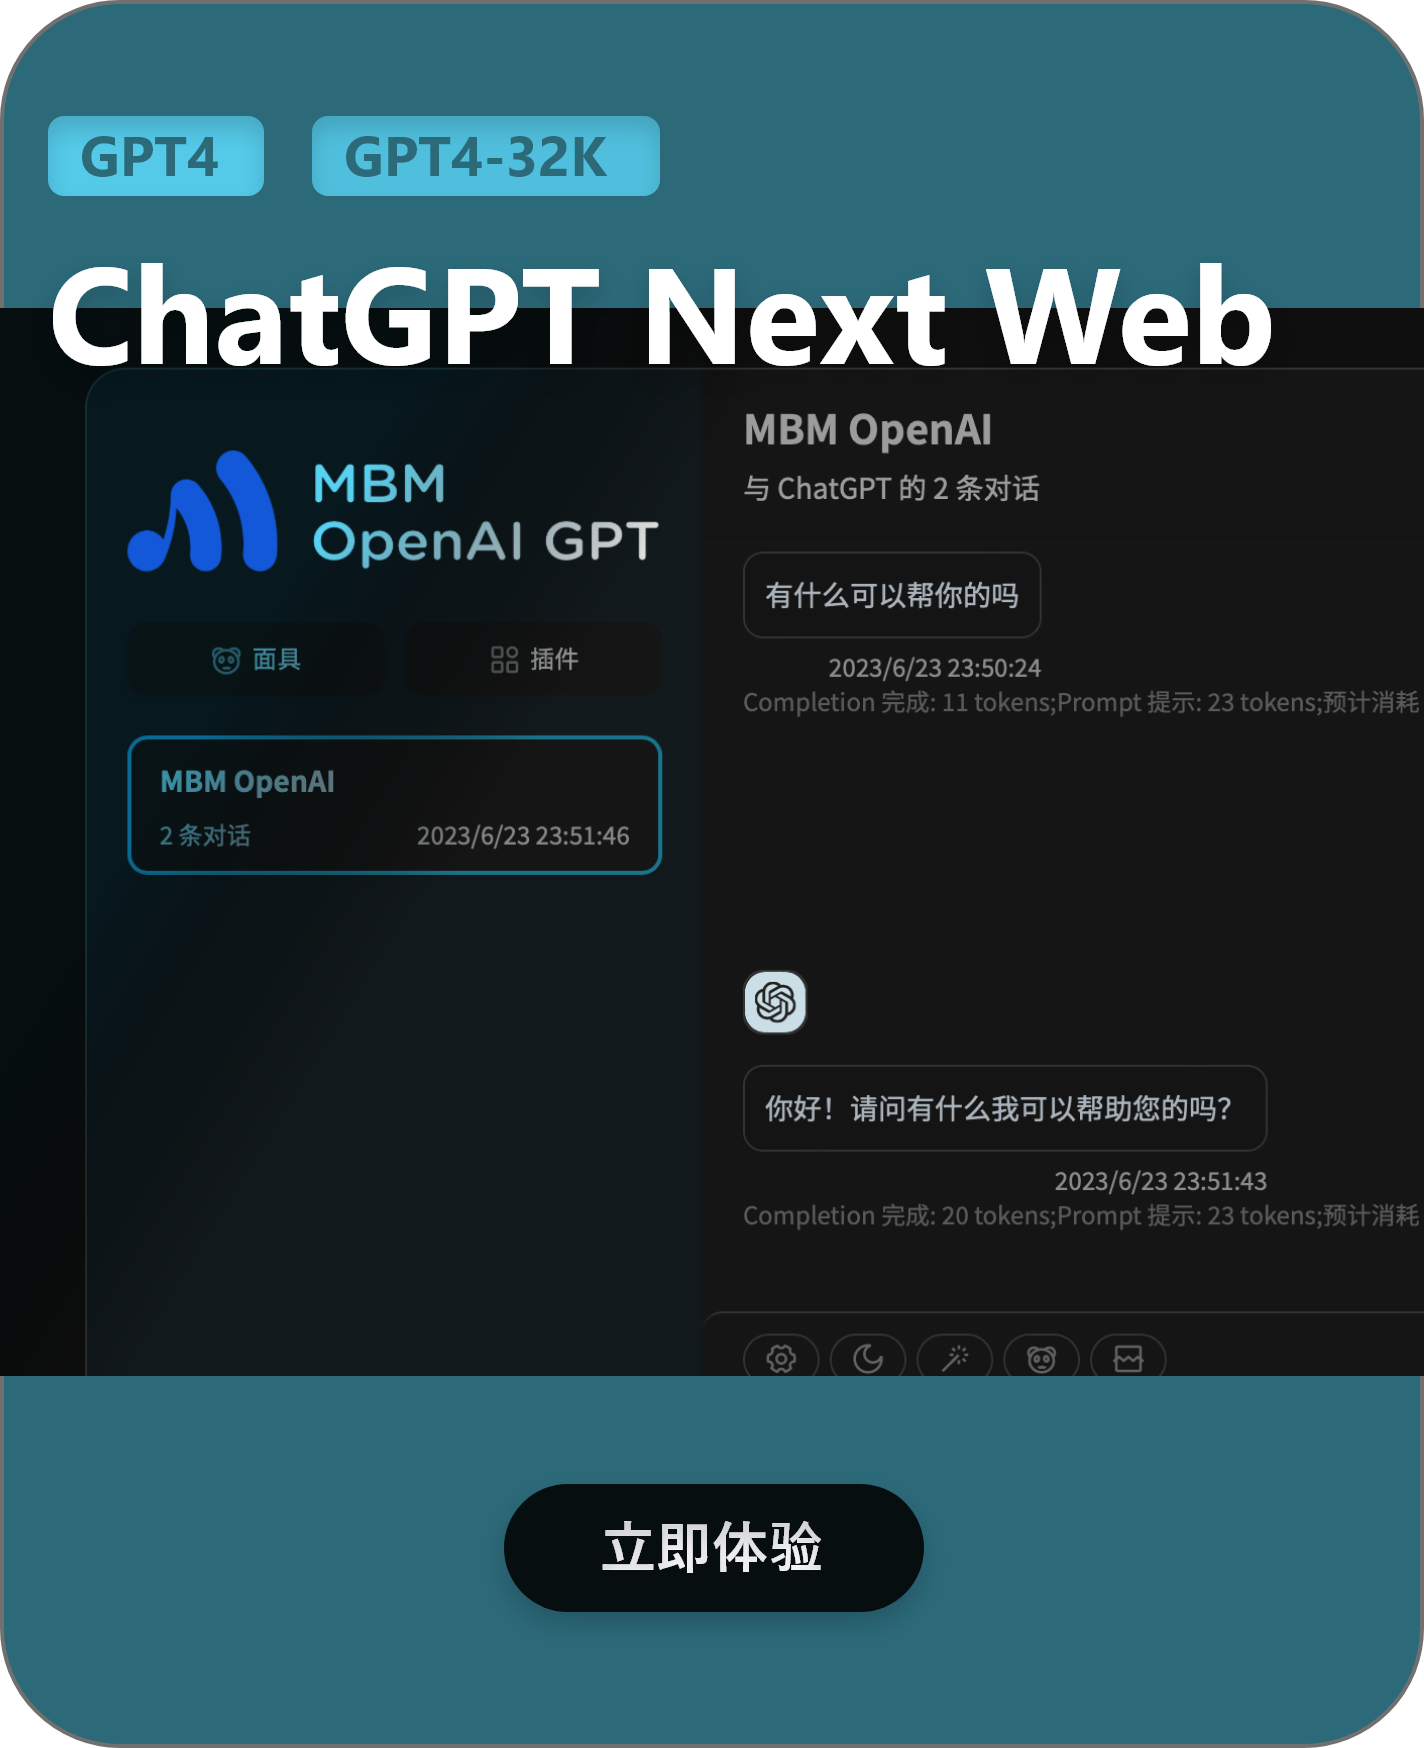 GPT4
GPT4-32K
ChatGPT Next Web
MBM
OpenAI GPT
面具
插件
MBM OpenAI
2 条对话
2023/6/23 23:51:46
MBM OpenAI
与 ChatGPT 的 2 条对话
有什么可以帮你的吗
2023/6/23 23:50:24
Completion 完成: 11 tokens;Prompt 提示: 23 tokens;预计消耗
你好！请问有什么我可以帮助您的吗？
2023/6/23 23:51:43
Completion 完成: 20 tokens;Prompt 提示: 23 tokens;预计消耗
立即体验